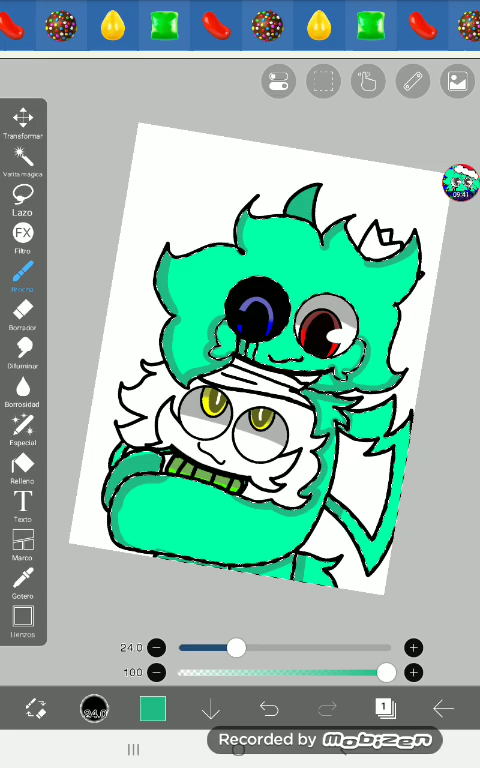 09:41
Transformar
Varita mágica
Lazo
FX
Filtro
Brocha
Borrador
Difuminar
Borrosidad
Especial
Relleno
T
Texto
Marco
Gotero
Lienzos
24.0
100
24.0
1
Recorded by Mobizen